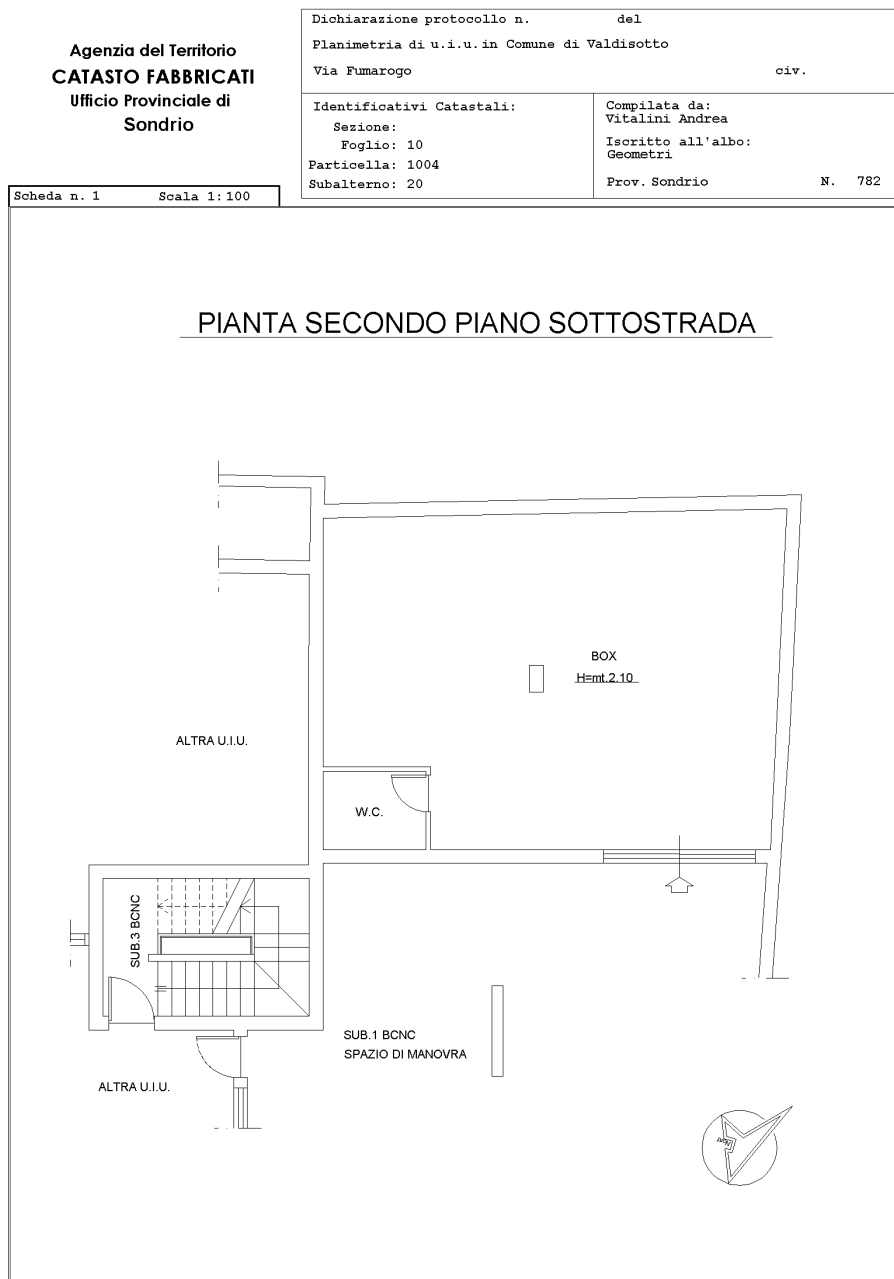 Agenzia del Territorio
CATASTO FABBRICATI
Ufficio Provinciale di
Sondrio
Dichiarazione protocollo n. del
Planimetria di u.i.u. in Comune di Valdisotto
Via Fumarogo civ.
Identificativi Catastali:
Sezione:
Foglio: 10
Particella: 1004
Subalterno: 20
Compilata da:
Vitalini Andrea
Iscritto all'albo:
Geometri
Prov. Sondrio N. 782
Scheda n. 1 Scala 1:100
PIANTA SECONDO PIANO SOTTOSTRADA
BOX
H=mt.2.10
ALTRA U.I.U.
W.C.
SUB.3 BCNC
SUB.1 BCNC
SPAZIO DI MANOVRA
ALTRA U.I.U.